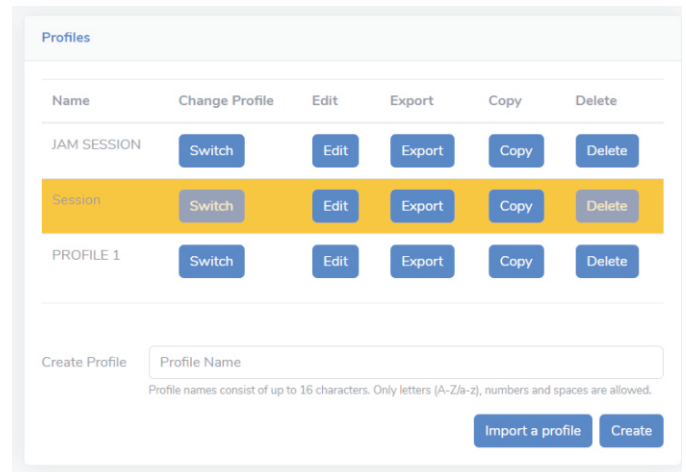 Profiles
Name Change Profile Edit Export Copy Delete
JAM SESSION Switch Edit Export Copy Delete
Session Switch Edit Export Copy Delete
PROFILE 1 Switch Edit Export Copy Delete
Create Profile Profile Name
Profile names consist of up to 16 characters. Only letters (A-Z/a-z), numbers and spaces are allowed.
Import a profile Create